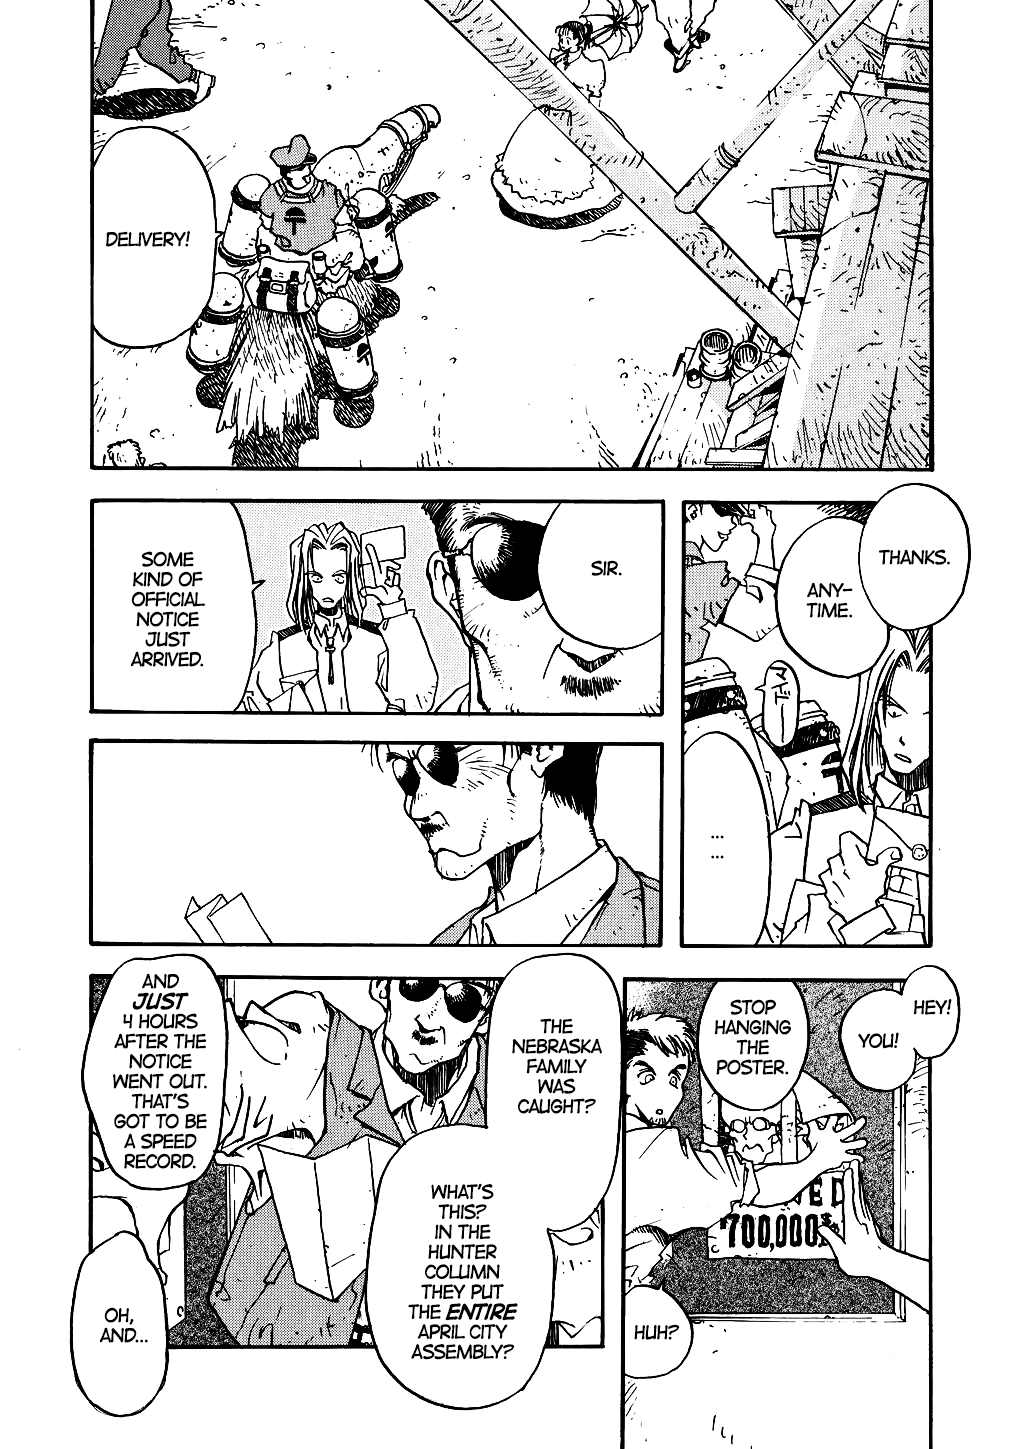 DELIVERY!
THANKS.
ANY-
TIME.
...
...
SIR.
SOME
KIND OF
OFFICIAL
NOTICE
JUST
ARRIVED.
HEY!
YOU!
STOP
HANGING
THE
POSTER.
700,000
HUH?
THE
NEBRASKA
FAMILY
WAS
CAUGHT?
WHAT'S
THIS?
IN THE
HUNTER
COLUMN
THEY PUT
THE ENTIRE
APRIL CITY
ASSEMBLY?
AND
JUST
4 HOURS
AFTER THE
NOTICE
WENT OUT.
THAT'S
GOT TO BE
A SPEED
RECORD.
OH,
AND...